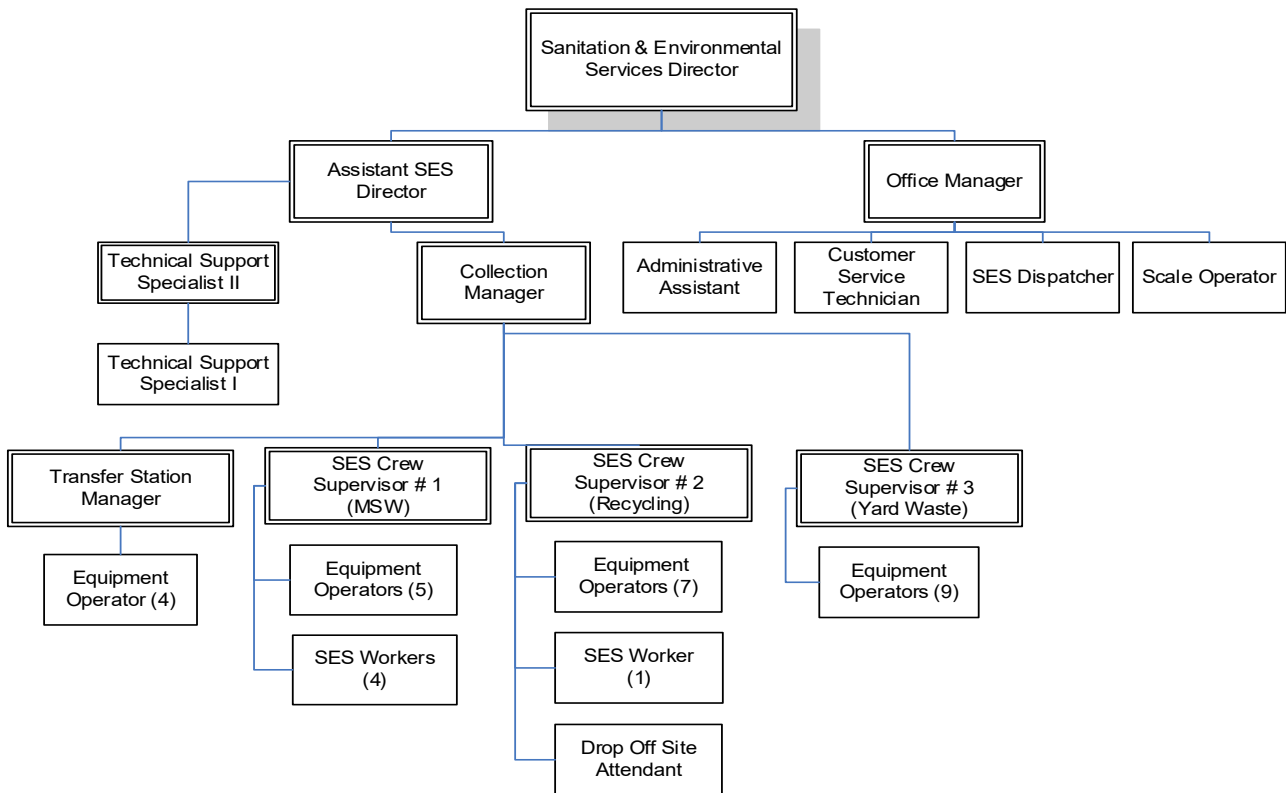 Sanitation & Environmental
Services Director
Assistant SES
Director
Office Manager
Technical Support
Specialist II
Collection
Manager
Administrative
Assistant
Customer
Service
Technician
SES Dispatcher
Scale Operator
Technical Support
Specialist I
Transfer Station
Manager
SES Crew
Supervisor # 1
(MSW)
SES Crew
Supervisor # 2
(Recycling)
SES Crew
Supervisor # 3
(Yard Waste)
Equipment
Operator (4)
Equipment
Operators (5)
Equipment
Operators (7)
Equipment
Operators (9)
SES Workers
(4)
SES Worker
(1)
Drop Off Site
Attendant